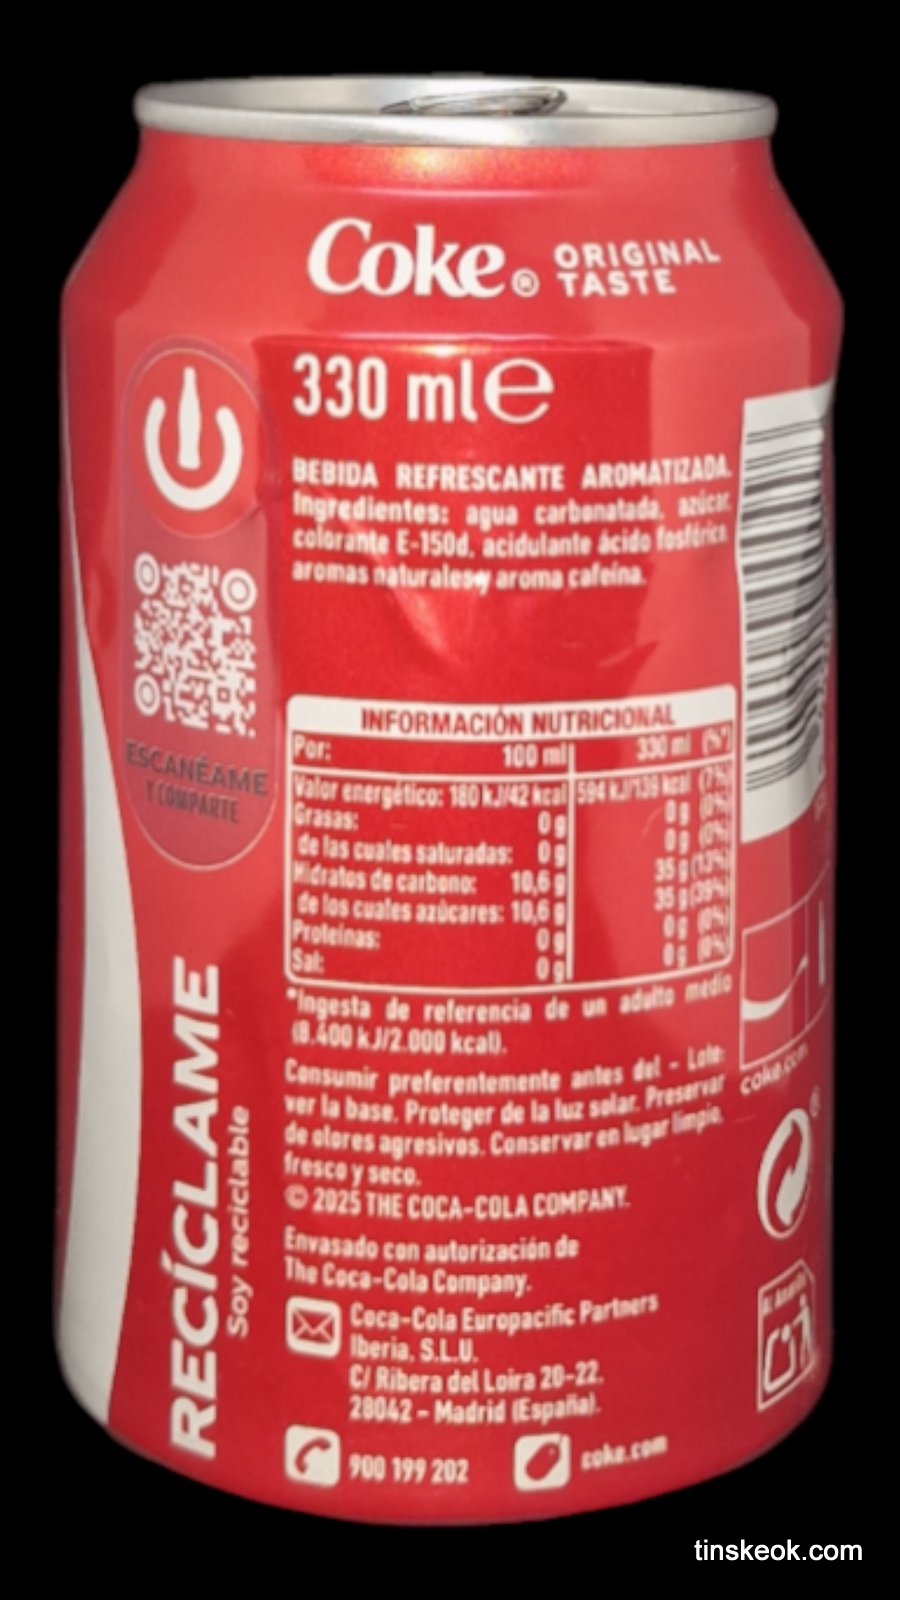 Coke® ORIGINAL
TASTE
330 ml e
BEBIDA REFRESCANTE AROMATIZADA.
Ingredientes: agua carbonatada, azúcar,
colorante E-150d, acidulante ácido fosfórico,
aromas naturales y aroma cafeína.
ESCANÉAME
Y COMPARTE
INFORMACIÓN NUTRICIONAL
Por: 100 ml 330 ml (%*)
Valor energético: 180 kJ/42 kcal 594 kJ/139 kcal (7%)
Grasas: 0 g 0 g (0%)
de las cuales saturadas: 0 g 0 g (0%)
Hidratos de carbono: 10,6 g 35 g (13%)
de los cuales azúcares: 10,6 g 35 g (39%)
Proteínas: 0 g 0 g (0%)
Sal: 0 g 0 g (0%)
*Ingesta de referencia de un adulto medio
(8.400 kJ/2.000 kcal).
Consumir preferentemente antes del - Lote:
ver la base. Proteger de la luz solar. Preservar
de olores agresivos. Conservar en lugar limpio,
fresco y seco.
© 2025 THE COCA-COLA COMPANY.
Envasado con autorización de
The Coca-Cola Company.
Coca-Cola Europacific Partners
Iberia, S.L.U.
C/ Ribera del Loira 20-22.
28042 - Madrid (España).
900 199 202 coke.com
RECÍCLAME
Soy reciclable
coke.com
Al Amarillo
tinskeok.com